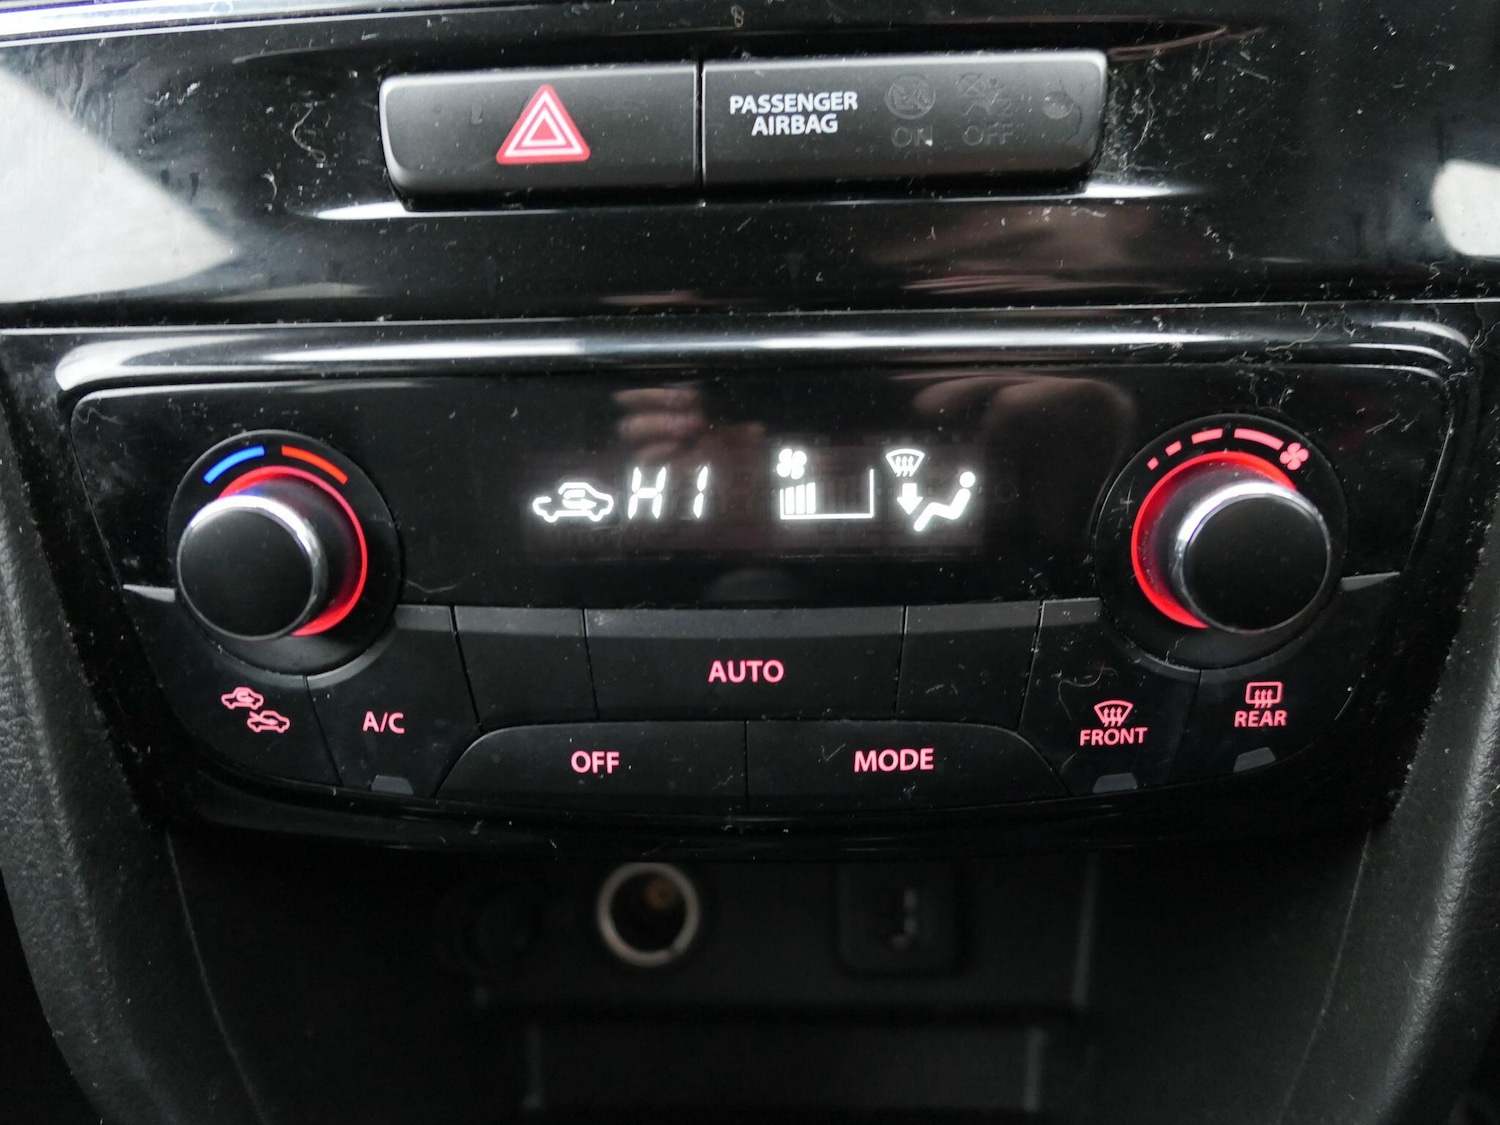 PASSENGER
AIRBAG
ON OFF
HI
AUTO
A/C
OFF
MODE
FRONT
REAR